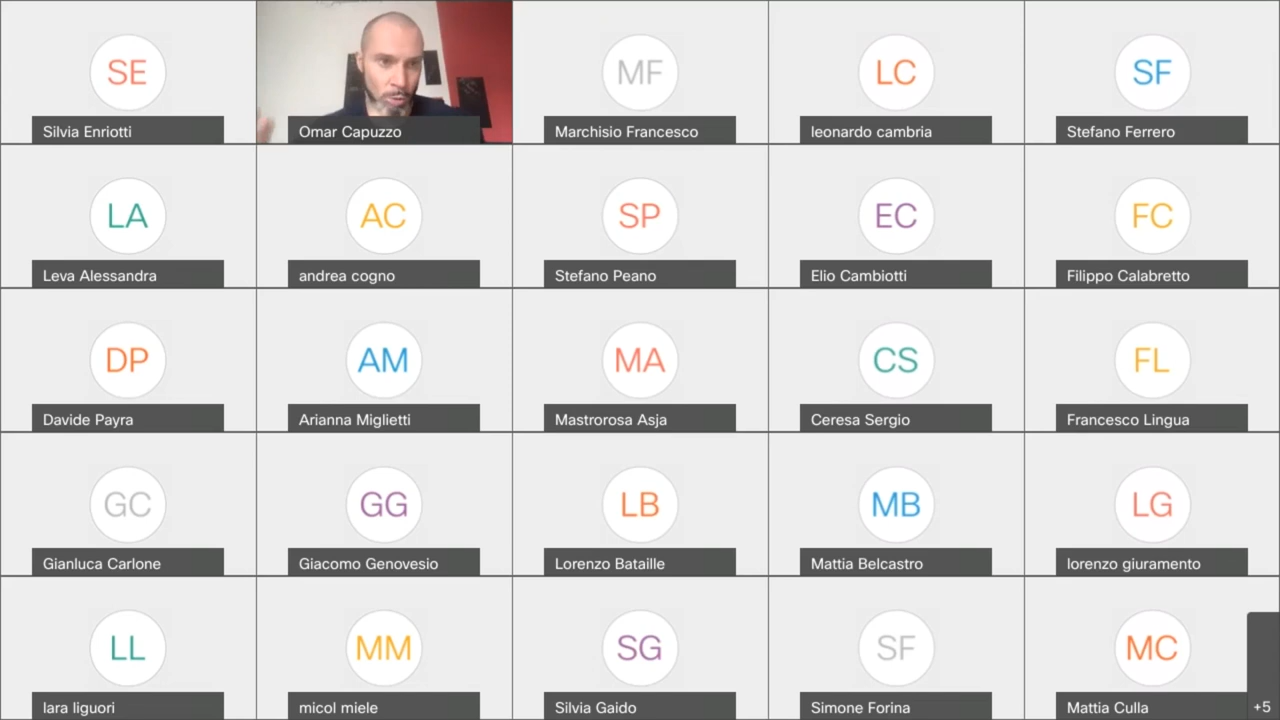 SE
Silvia Enriotti
Omar Capuzzo
MF
Marchisio Francesco
LC
leonardo cambria
SF
Stefano Ferrero
LA
Leva Alessandra
AC
andrea cogno
SP
Stefano Peano
EC
Elio Cambiotti
FC
Filippo Calabretto
DP
Davide Payra
AM
Arianna Miglietti
MA
Mastrorosa Asja
CS
Ceresa Sergio
FL
Francesco Lingua
GC
Gianluca Carlone
GG
Giacomo Genovesio
LB
Lorenzo Bataille
MB
Mattia Belcastro
LG
lorenzo giuramento
LL
lara liguori
MM
micol miele
SG
Silvia Gaido
SF
Simone Forina
MC
Mattia Culla
+5